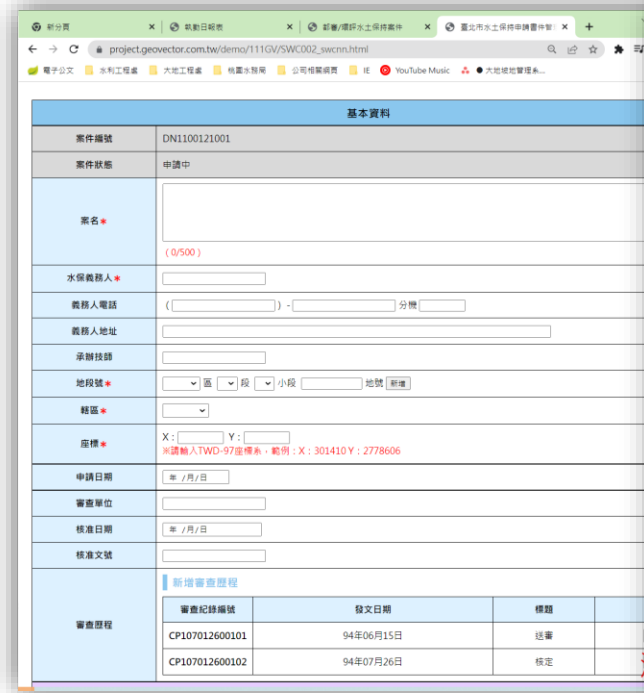 新分頁
執勤日報表
部審/環評水土保持案件
臺北市水土保持申請書件管
project.geovector.com.tw/demo/111GV/SWC002_swcnn.html
電子公文 水利工程處 大地工程處 桃園水務局 公司相關網頁 IE YouTube Music ●大地坡地管理系...
基本資料
案件編號 DN1100121001
案件狀態 申請中
案名*
(0/500)
水保義務人*
義務人電話 ( ) - 分機
義務人地址
承辦技師
地段號* 區 段 小段 地號 新增
轄區*
座標* X: Y:
※請輸入TWD-97座標系,範例:X:301410 Y:2778606
申請日期 年 /月/日
審查單位
核准日期 年 /月/日
核准文號
審查歷程
新增審查歷程
審查紀錄編號 發文日期 標題
CP107012600101 94年06月15日 送審
CP107012600102 94年07月26日 核定